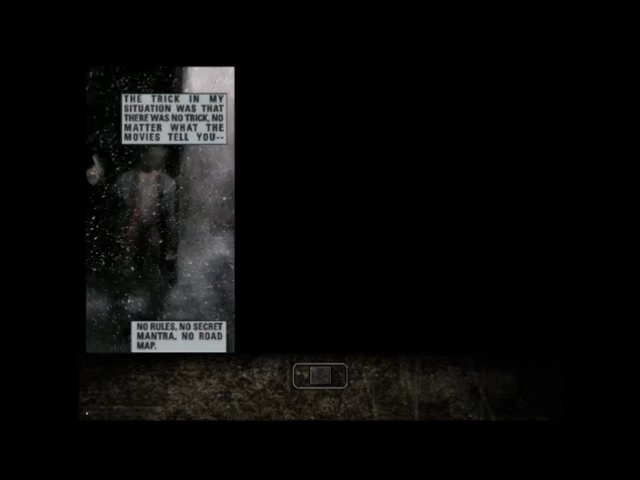 THE TRICK IN MY
SITUATION WAS THAT
THERE WAS NO TRICK, NO
MATTER WHAT THE
MOVIES TELL YOU--
NO RULES, NO SECRET
MANTRA, NO ROAD
MAP.